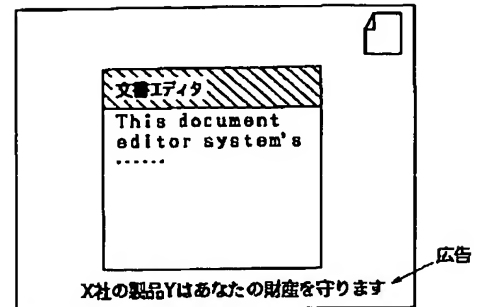 文書エディタ
This document
editor system's
......
X社の製品Yはあなたの財産を守ります
広告